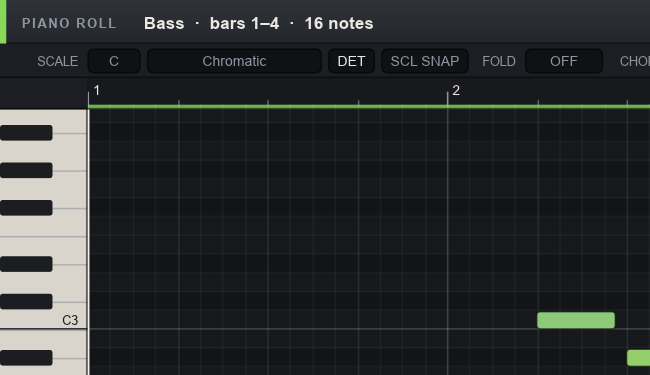 PIANO ROLL Bass · bars 1–4 · 16 notes
SCALE C Chromatic DET SCL SNAP FOLD OFF
1 2
C3